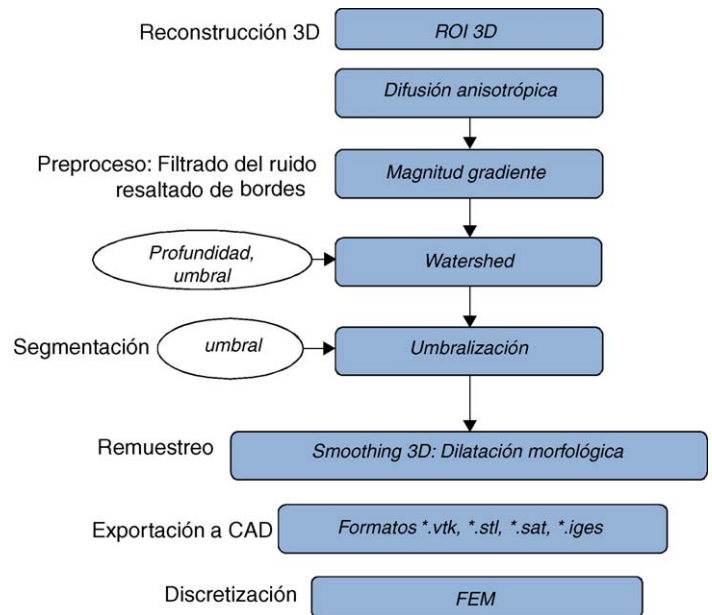 Reconstrucción 3D
ROI 3D
Difusión anisotrópica
Preproceso: Filtrado del ruido
resaltado de bordes
Magnitud gradiente
Profundidad,
umbral
Watershed
Segmentación
umbral
Umbralización
Remuestreo
Smoothing 3D: Dilatación morfológica
Exportación a CAD
Formatos *.vtk, *.stl, *.sat, *.iges
Discretización
FEM